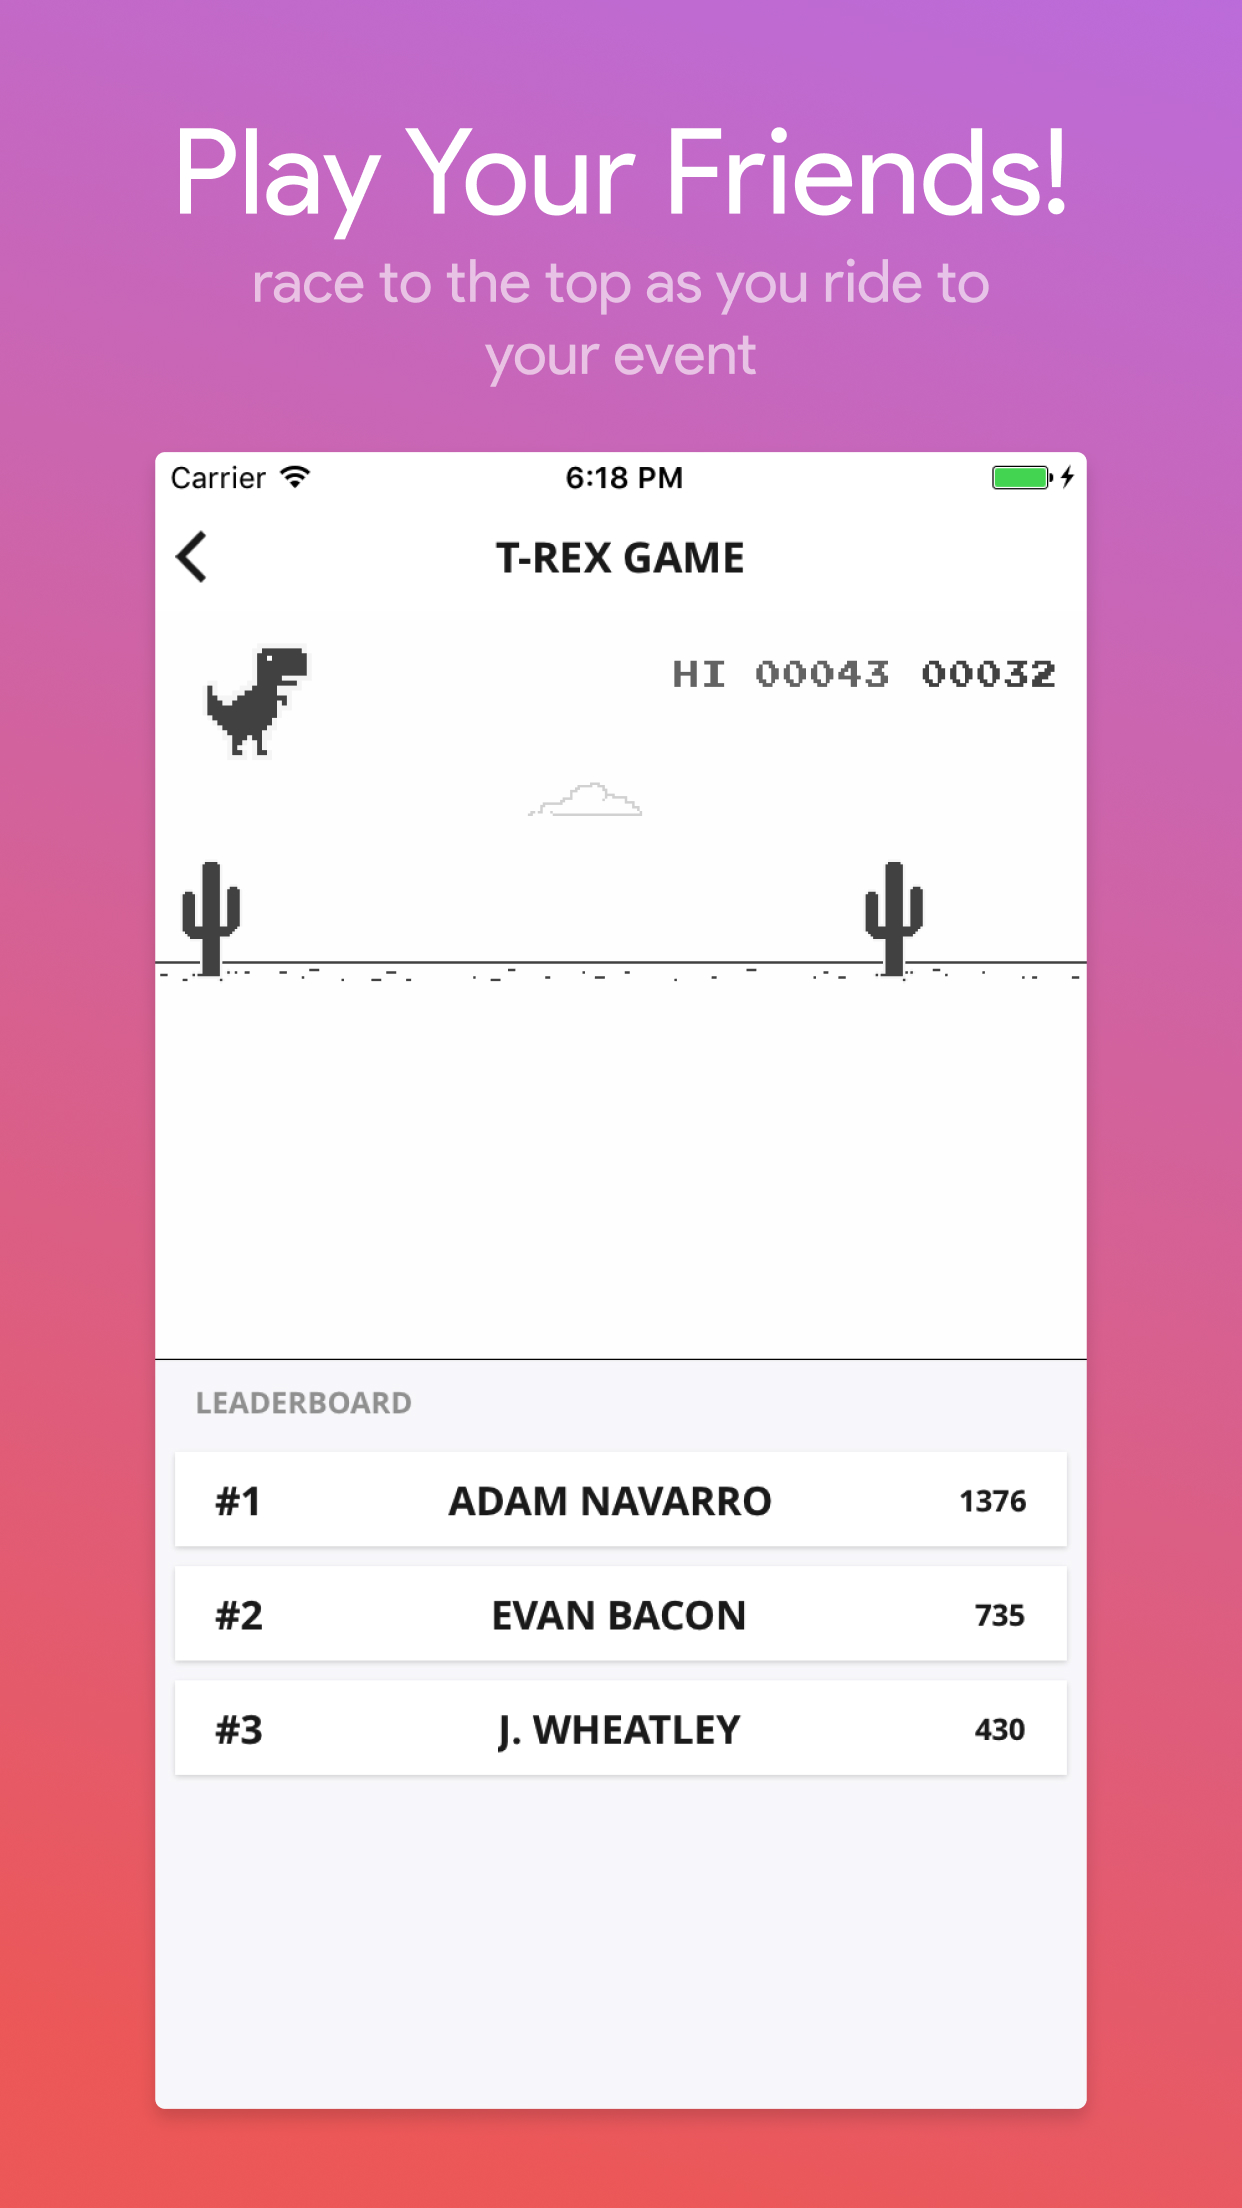 Play Your Friends!
race to the top as you ride to
your event
Carrier 6:18 PM
T-REX GAME
HI 00043 00032
LEADERBOARD
#1 ADAM NAVARRO 1376
#2 EVAN BACON 735
#3 J. WHEATLEY 430